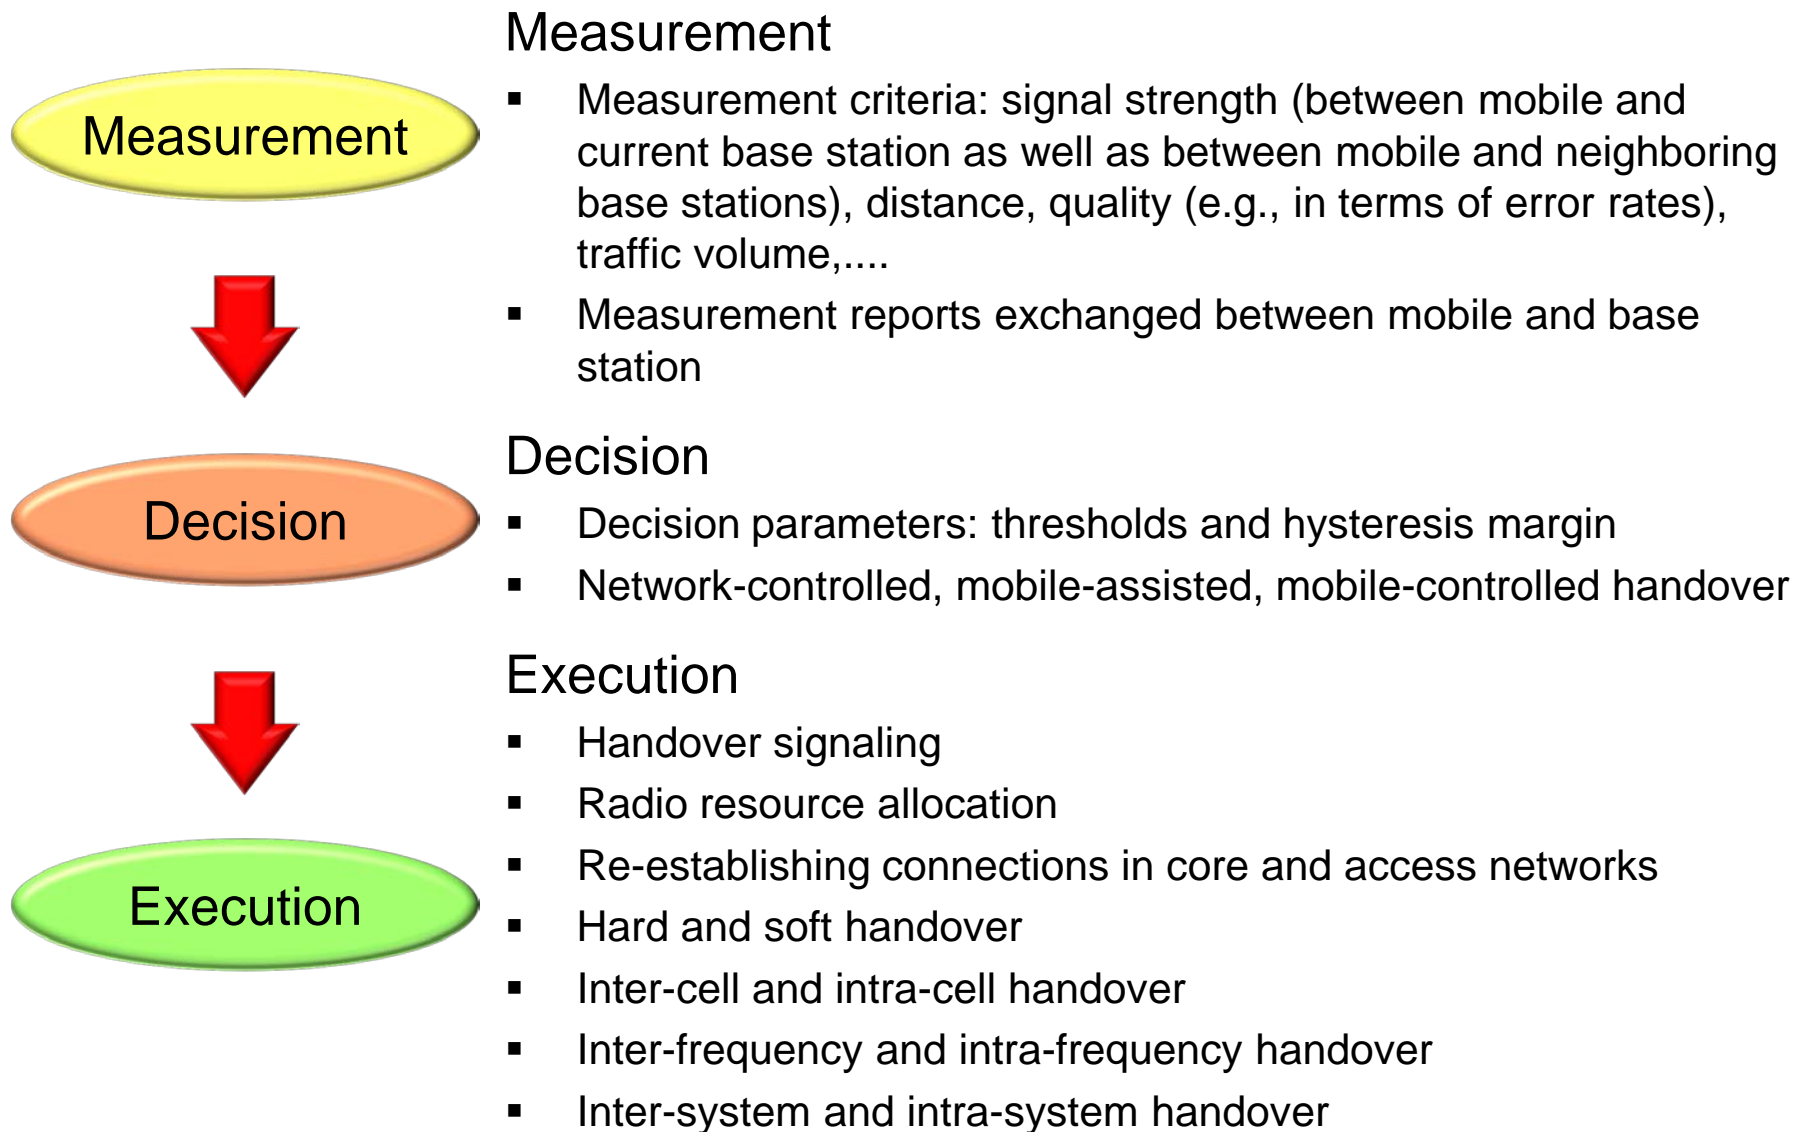 Measurement
Measurement
▪ Measurement criteria: signal strength (between mobile and
current base station as well as between mobile and neighboring
base stations), distance, quality (e.g., in terms of error rates),
traffic volume,....
▪ Measurement reports exchanged between mobile and base
station
Decision
Decision
▪ Decision parameters: thresholds and hysteresis margin
▪ Network-controlled, mobile-assisted, mobile-controlled handover
Execution
Execution
▪ Handover signaling
▪ Radio resource allocation
▪ Re-establishing connections in core and access networks
▪ Hard and soft handover
▪ Inter-cell and intra-cell handover
▪ Inter-frequency and intra-frequency handover
▪ Inter-system and intra-system handover